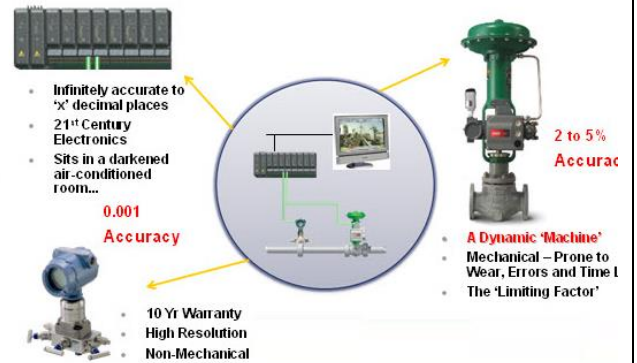 Infinitely accurate to
'x' decimal places
21st Century
Electronics
Sits in a darkened
air-conditioned
room...
0.001
Accuracy
2 to 5%
Accurac
A Dynamic 'Machine'
Mechanical – Prone to
Wear, Errors and Time L
The 'Limiting Factor'
10 Yr Warranty
High Resolution
Non-Mechanical